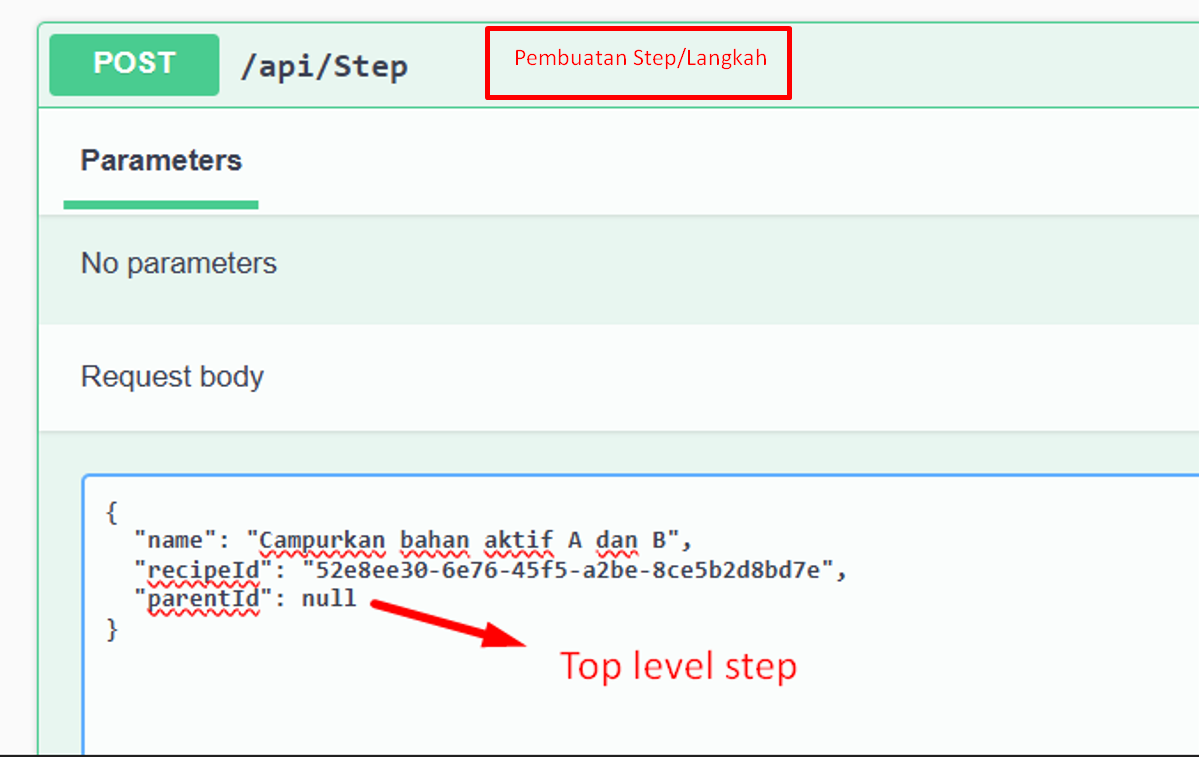 POST /api/Step Pembuatan Step/Langkah
Parameters
No parameters
Request body
{
"name": "Campurkan bahan aktif A dan B",
"recipeId": "52e8ee30-6e76-45f5-a2be-8ce5b2d8bd7e",
"parentId": null
}
Top level step